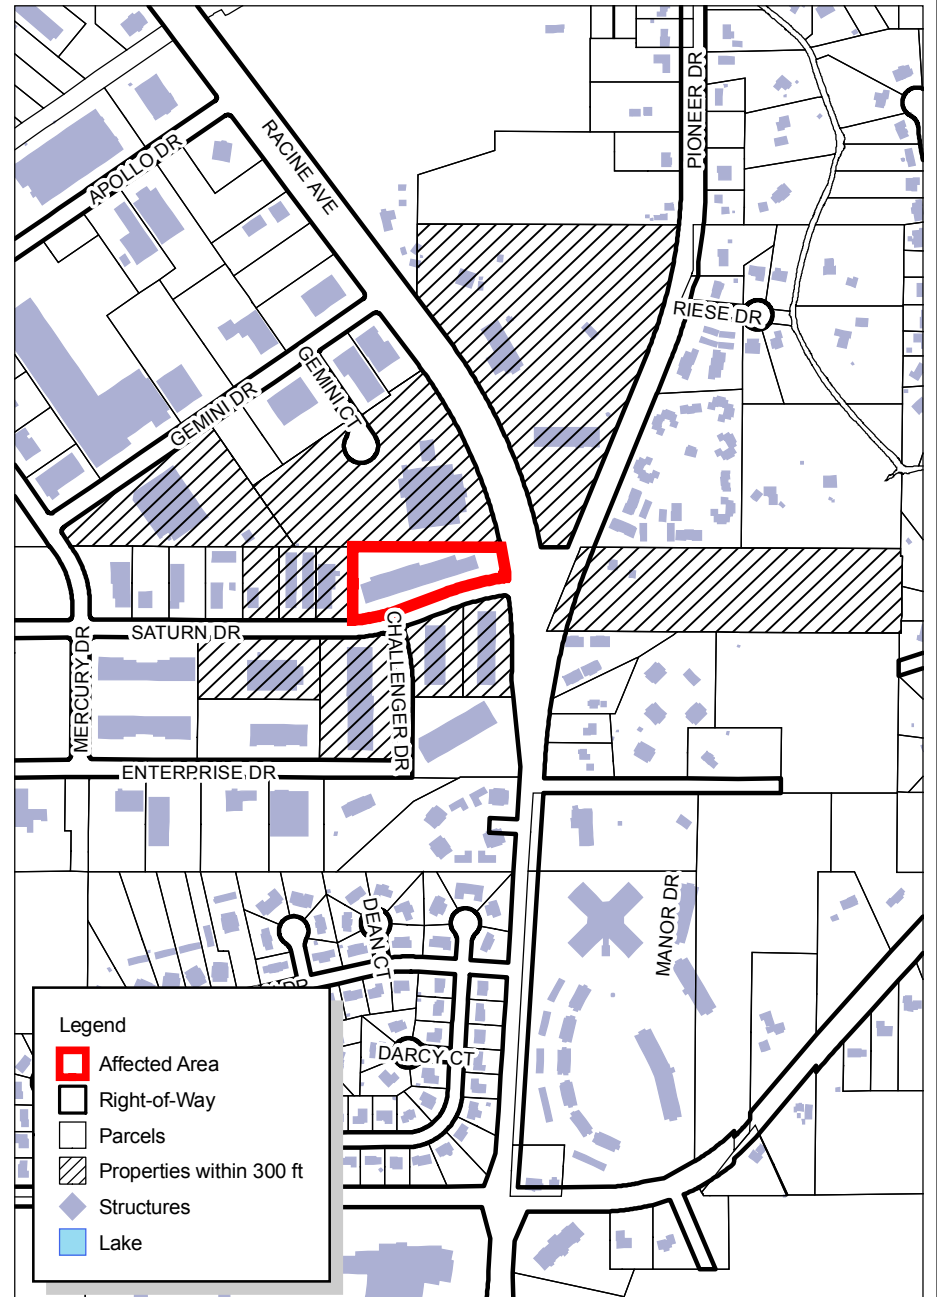 PIONEER DR
RACINE AVE
APOLLO DR
RIESE DR
GEMINI CT
GEMINI DR
CHALLENGER DR
SATURN DR
MERCURY DR
ENTERPRISE DR
MANOR DR
DEAN CT
DR
DARCY CT
Legend
Affected Area
Right-of-Way
Parcels
Properties within 300 ft
Structures
Lake